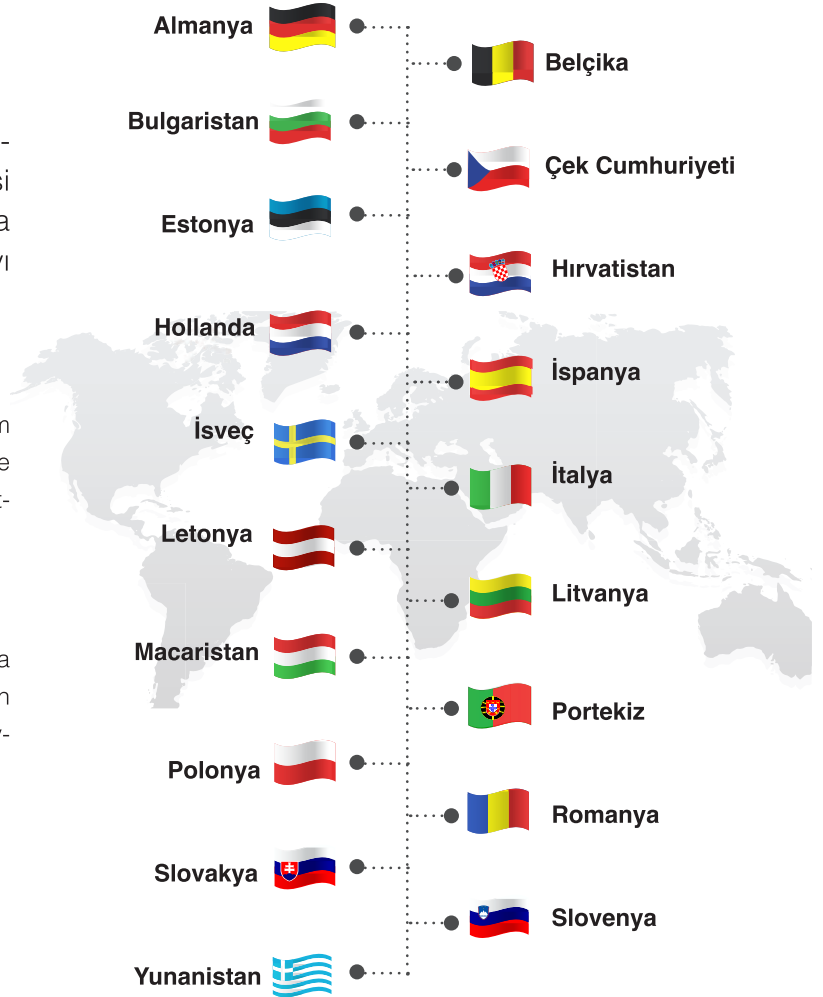 Almanya
Belçika
Bulgaristan
Çek Cumhuriyeti
Estonya
Hırvatistan
Hollanda
İspanya
İsveç
İtalya
Letonya
Litvanya
Macaristan
Portekiz
Polonya
Romanya
Slovakya
Slovenya
Yunanistan